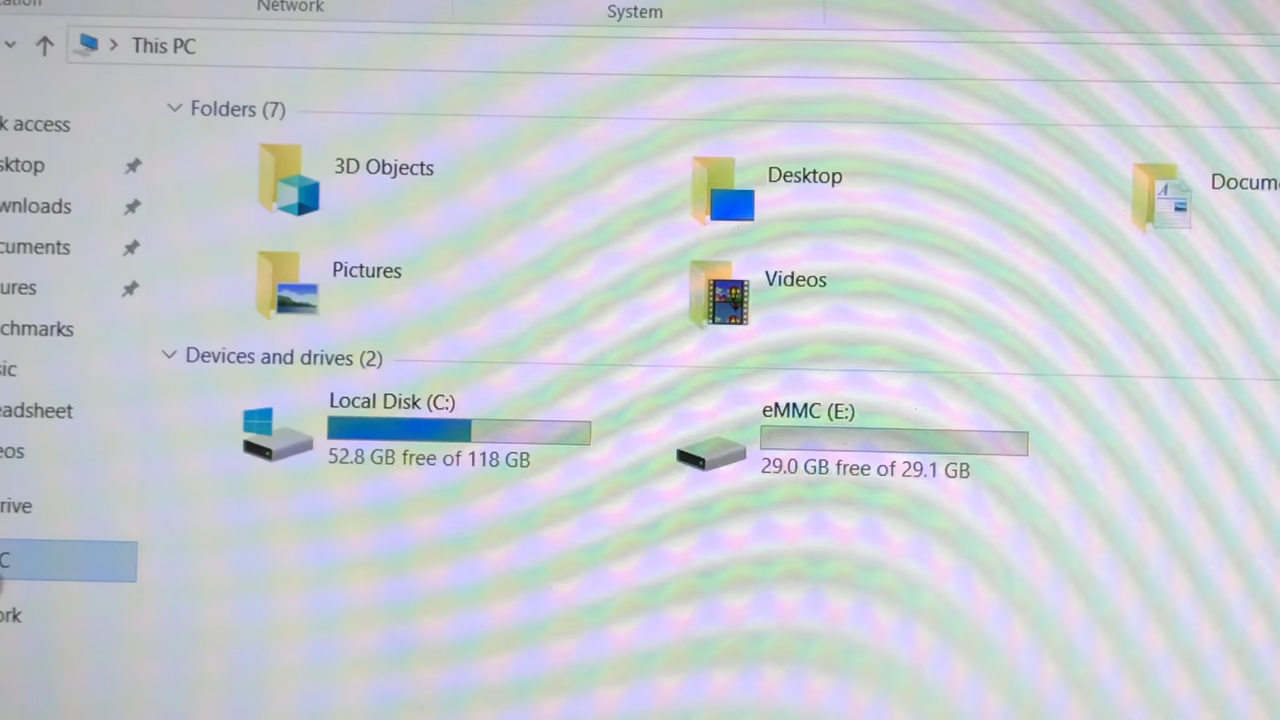 Network
System
This PC
Folders (7)
k access
3D Objects
Desktop
Docum
sktop
wnloads
cuments
Pictures
Videos
ures
chmarks
Devices and drives (2)
ic
Local Disk (C:)
eMMC (E:)
eadsheet
52.8 GB free of 118 GB
29.0 GB free of 29.1 GB
eos
rive
C
ork